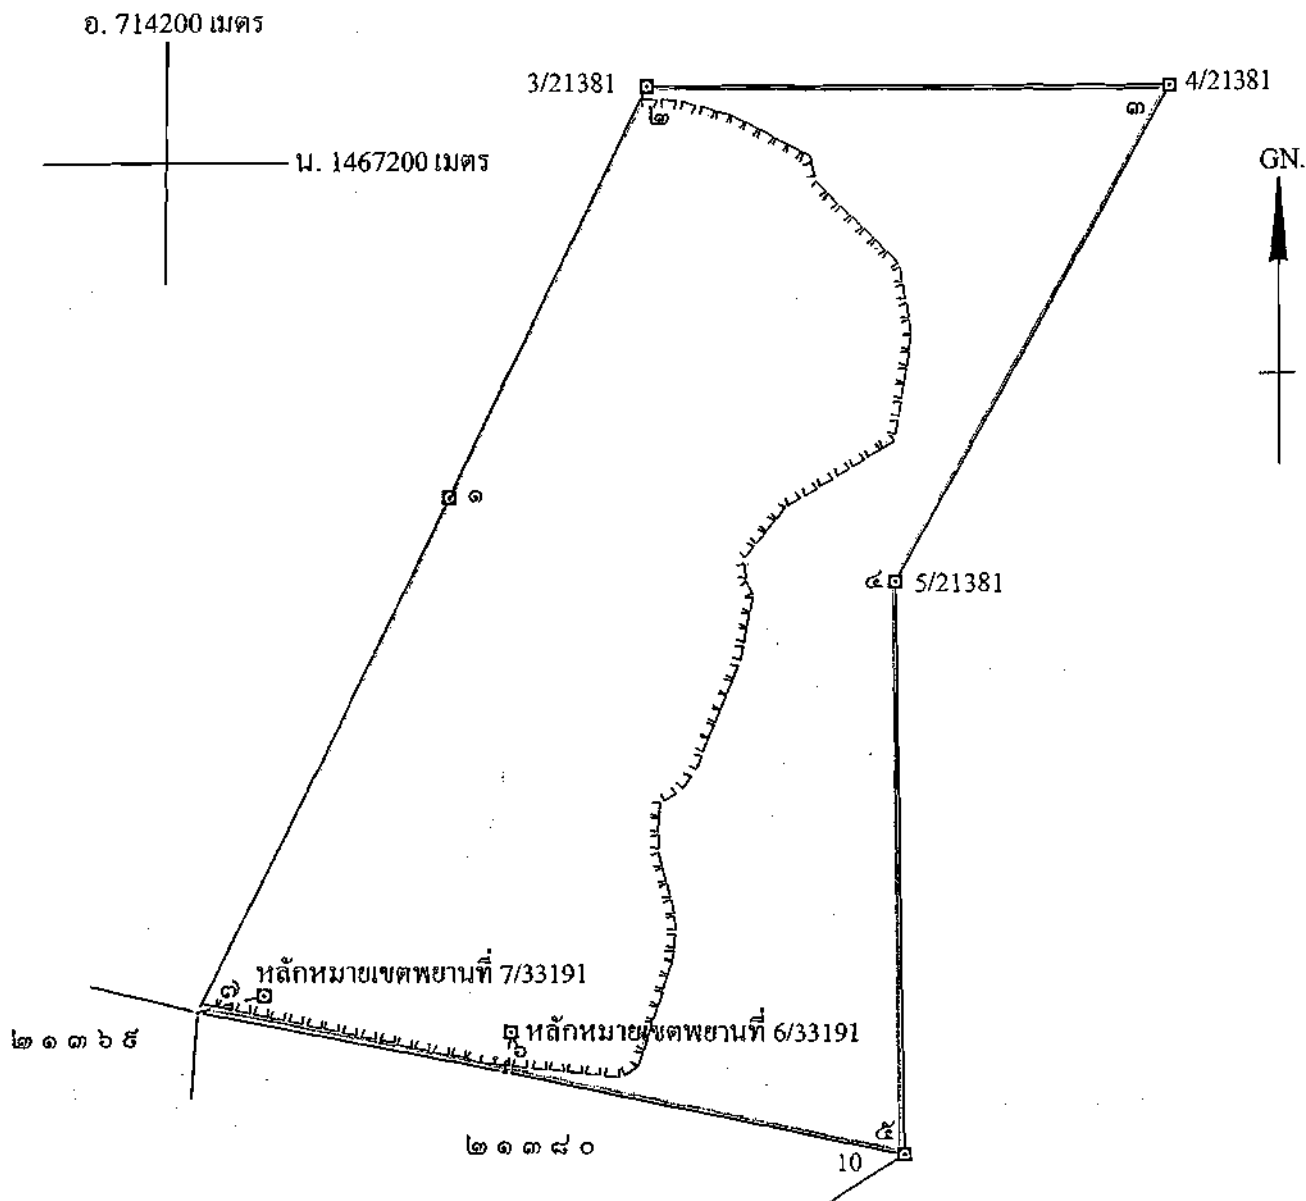 อ. 714200 เมตร
3/21381
4/21381
๒
๓
น. 1467200 เมตร
GN.
๑
๔
5/21381
หลักหมายเขตพยานที่ 7/33191
๗
๒๑๓๖๕
หลักหมายเขตพยานที่ 6/33191
๖
๕
๒๑๓๘๐
10